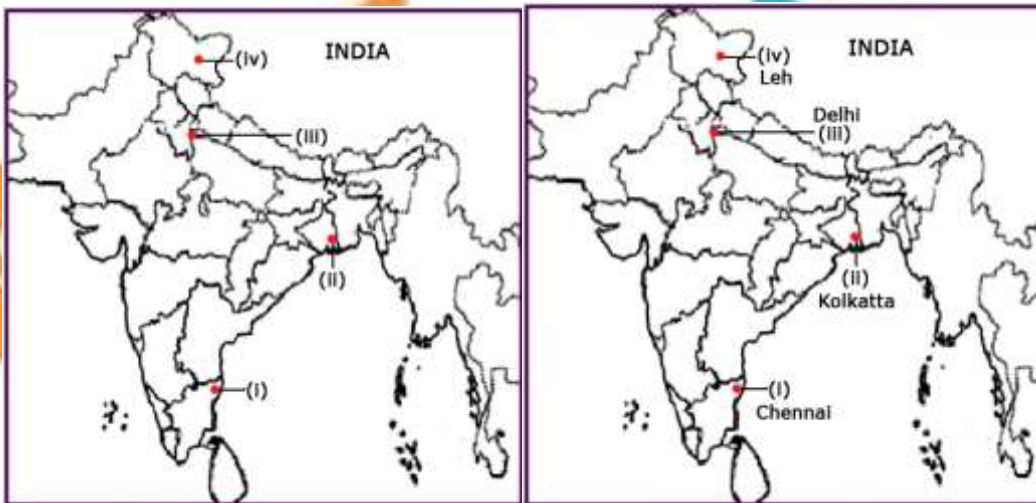 INDIA
(iv)
(iii)
(ii)
(i)
INDIA
(iv)
Leh
Delhi
(iii)
(ii)
Kolkatta
(i)
Chennai